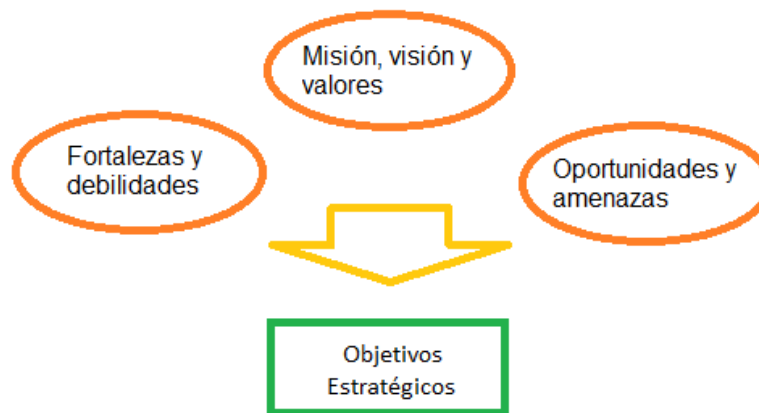 Misión, visión y
valores
Fortalezas y
debilidades
Oportunidades y
amenazas
Objetivos
Estratégicos